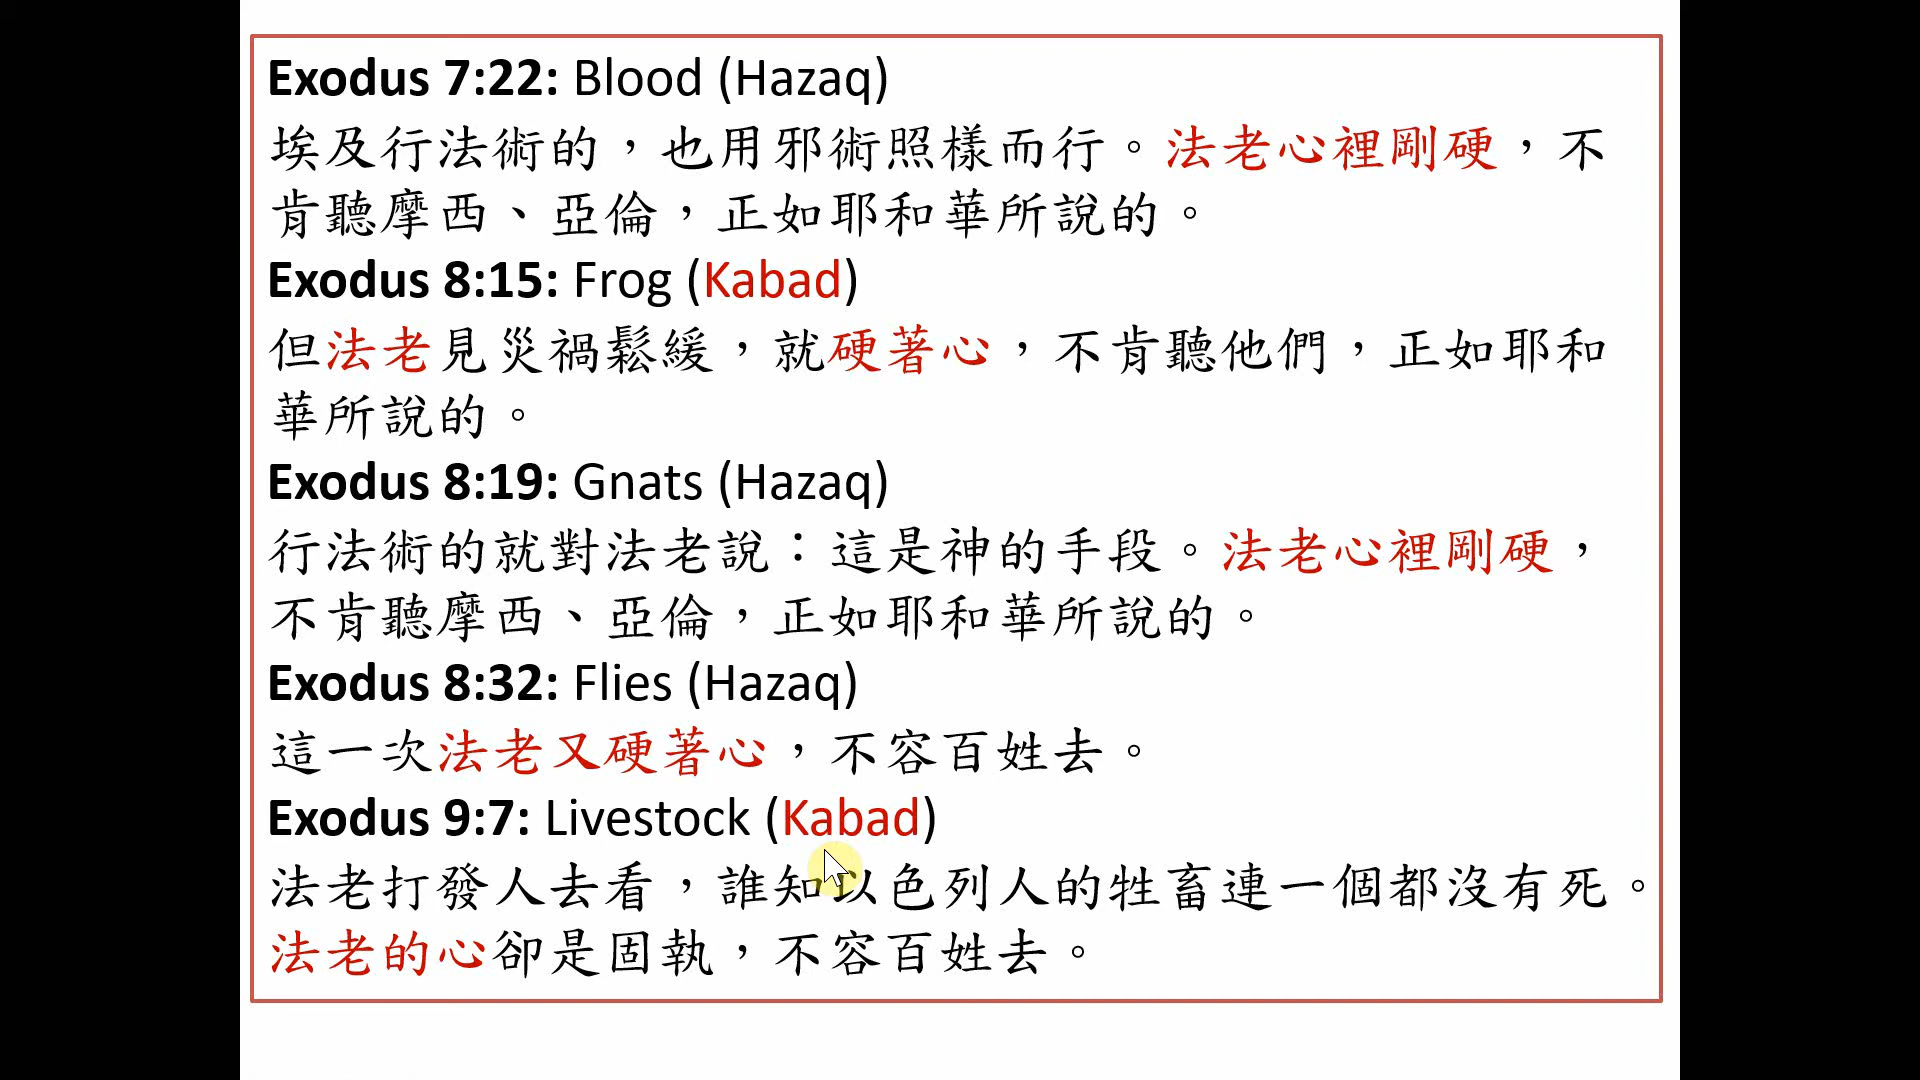 Exodus 7:22: Blood (Hazaq)
埃及行法術的，也用邪術照樣而行。法老心裡剛硬，不
肯聽摩西、亞倫，正如耶和華所說的。
Exodus 8:15: Frog (Kabad)
但法老見災禍鬆緩，就硬著心，不肯聽他們，正如耶和
華所說的。
Exodus 8:19: Gnats (Hazaq)
行法術的就對法老說：這是神的手段。法老心裡剛硬，
不肯聽摩西、亞倫，正如耶和華所說的。
Exodus 8:32: Flies (Hazaq)
這一次法老又硬著心，不容百姓去。
Exodus 9:7: Livestock (Kabad)
法老打發人去看，誰知以色列人的牲畜連一個都沒有死。
法老的心卻是固執，不容百姓去。